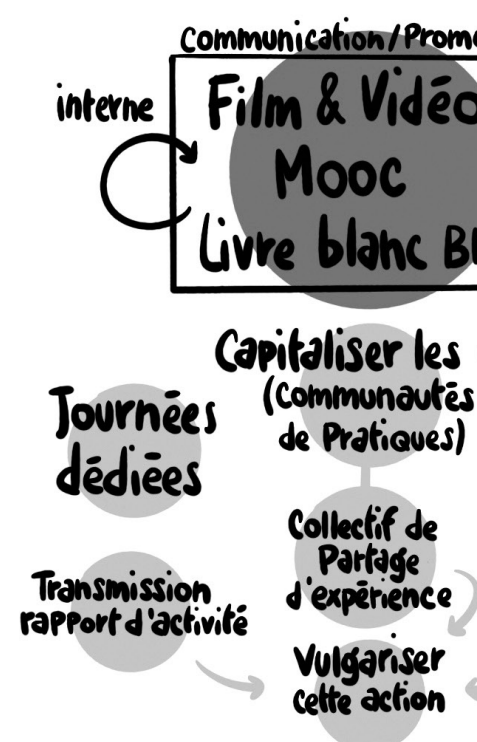 Communication/Prom
interne
Film & Vidéo
Mooc
Livre blanc
Capitaliser les
(Communautés
de Pratiques)
Journées
dédiées
Collectif de
Partage
d'expérience
Transmission
rapport d'activité
Vulgariser
cette action